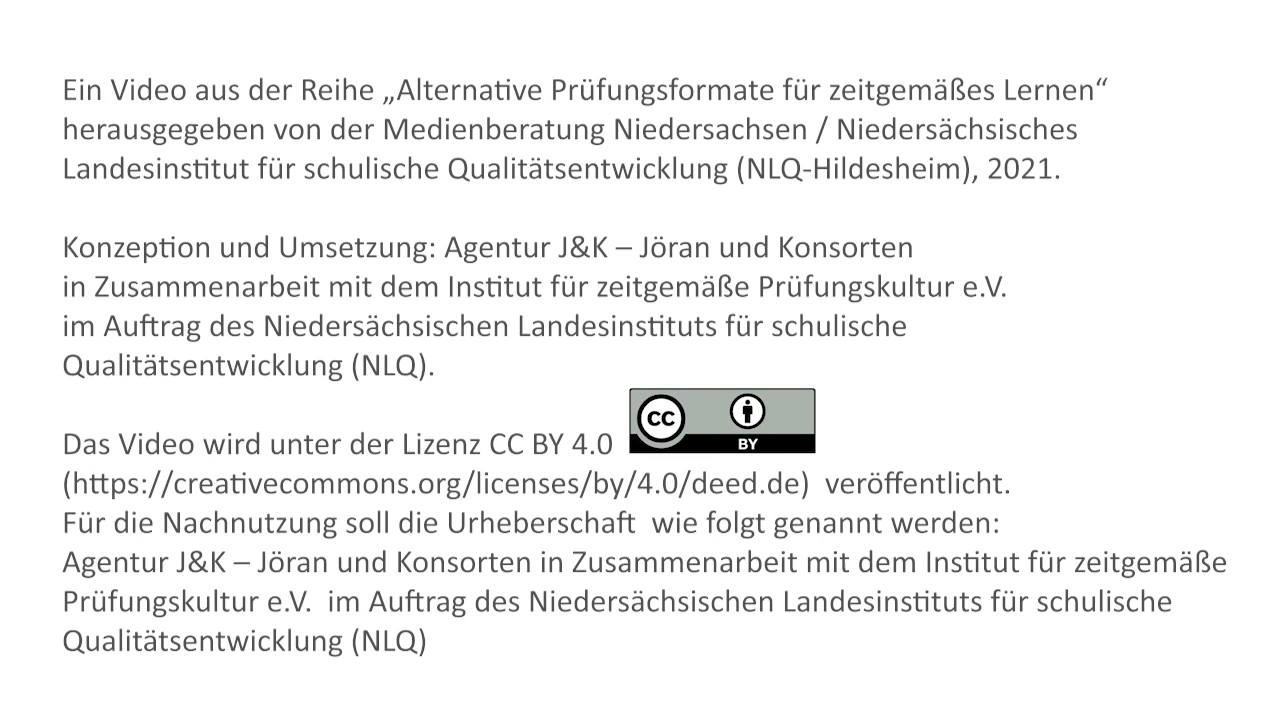 Ein Video aus der Reihe „Alternative Prüfungsformate für zeitgemäßes Lernen“
herausgegeben von der Medienberatung Niedersachsen / Niedersächsisches
Landesinstitut für schulische Qualitätsentwicklung (NLQ-Hildesheim), 2021.
Konzeption und Umsetzung: Agentur J&K – Jöran und Konsorten
in Zusammenarbeit mit dem Institut für zeitgemäße Prüfungskultur e.V.
im Auftrag des Niedersächsischen Landesinstituts für schulische
Qualitätsentwicklung (NLQ).
Das Video wird unter der Lizenz CC BY 4.0
CC
BY
(https://creativecommons.org/licenses/by/4.0/deed.de) veröffentlicht.
Für die Nachnutzung soll die Urheberschaft wie folgt genannt werden:
Agentur J&K – Jöran und Konsorten in Zusammenarbeit mit dem Institut für zeitgemäße
Prüfungskultur e.V. im Auftrag des Niedersächsischen Landesinstituts für schulische
Qualitätsentwicklung (NLQ)